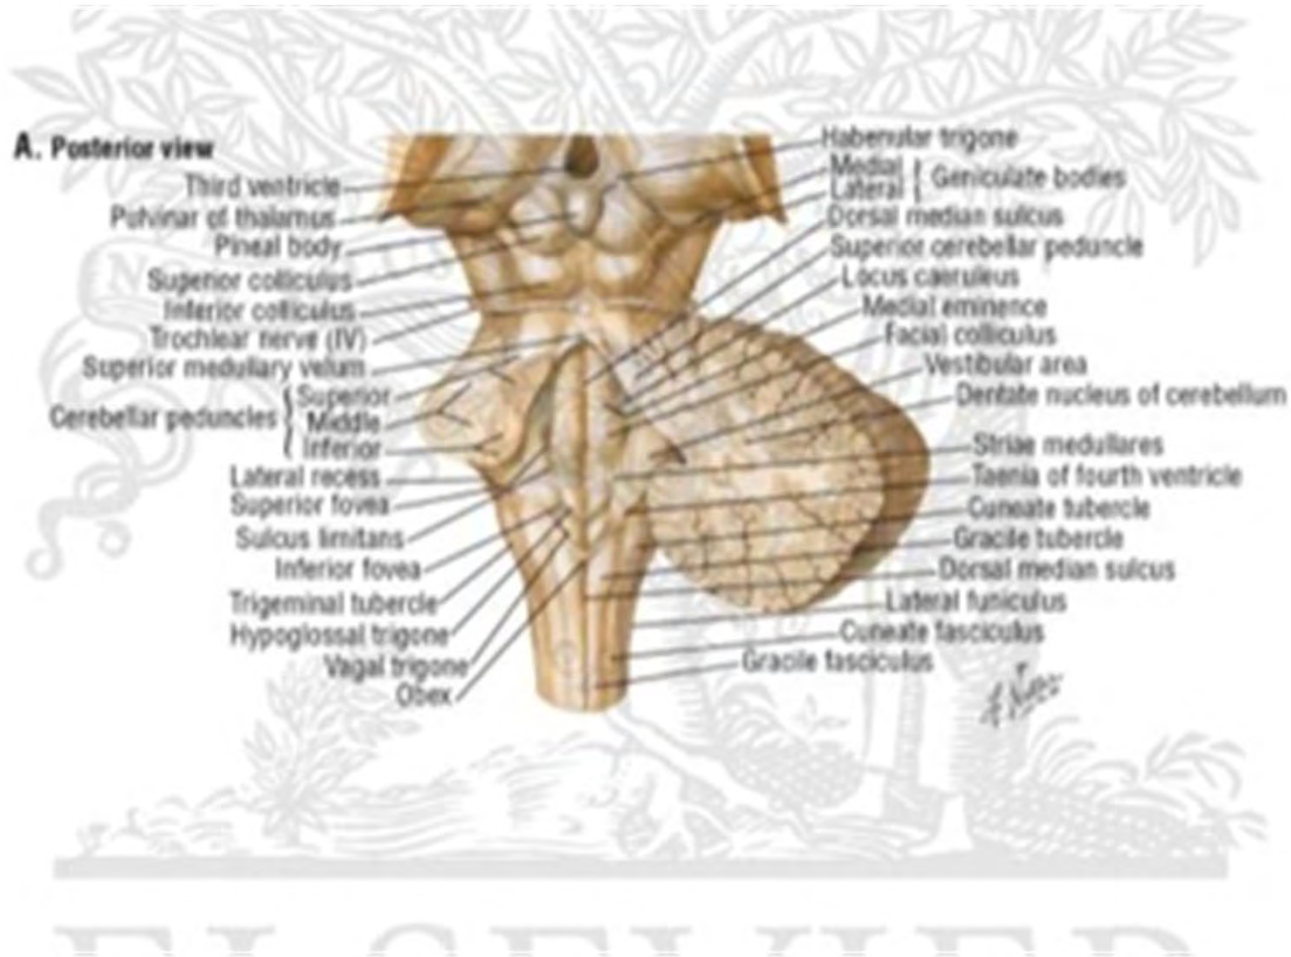 A. Posterior view
Third ventricle
Pulvinar of thalamus
Pineal body
Superior colliculus
Inferior colliculus
Trochlear nerve (IV)
Superior medullary velum
Cerebellar peduncles
Superior
Middle
Inferior
Lateral recess
Superior fovea
Sulcus limitans
Inferior fovea
Trigeminal tubercle
Hypoglossal trigone
Vagal trigone
Obex
Habenular trigone
Medial
Lateral
Geniculate bodies
Dorsal median sulcus
Superior cerebellar peduncle
Locus caeruleus
Medial eminence
Facial colliculus
Vestibular area
Dentate nucleus of cerebellum
Striae medullares
Taenia of fourth ventricle
Cuneate tubercle
Gracile tubercle
Dorsal median sulcus
Lateral funiculus
Cuneate fasciculus
Gracile fasciculus
ELSEVIER